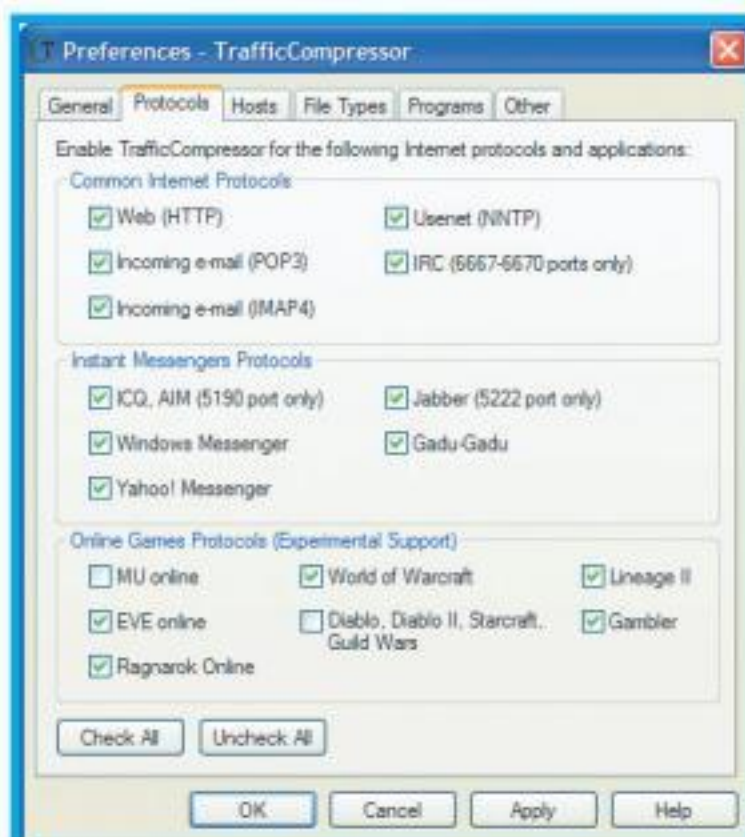 Preferences - TrafficCompressor
General Protocols Hosts File Types Programs Other
Enable TrafficCompressor for the following Internet protocols and applications:
Common Internet Protocols
Web (HTTP) Usenet (NNTP)
Incoming e-mail (POP3) IRC (6667-6670 ports only)
Incoming e-mail (IMAP4)
Instant Messengers Protocols
ICQ, AIM (5190 port only) Jabber (5222 port only)
Windows Messenger Gadu-Gadu
Yahoo! Messenger
Online Games Protocols (Experimental Support)
MU online World of Warcraft Lineage II
EVE online Diablo, Diablo II, Starcraft, Gambler
Guild Wars
Ragnarok Online
Check All Uncheck All
OK Cancel Apply Help